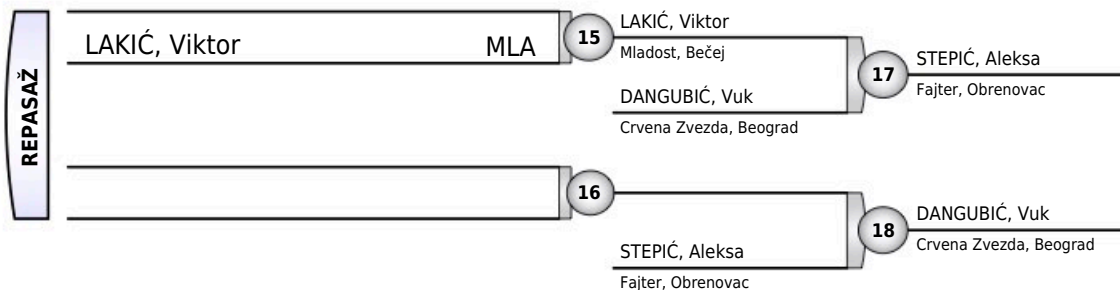 REPASAŽ
LAKIĆ, Viktor MLA
15
LAKIĆ, Viktor
Mladost, Bečej
DANGUBIĆ, Vuk
Crvena Zvezda, Beograd
17
STEPIĆ, Aleksa
Fajter, Obrenovac
16
STEPIĆ, Aleksa
Fajter, Obrenovac
18
DANGUBIĆ, Vuk
Crvena Zvezda, Beograd